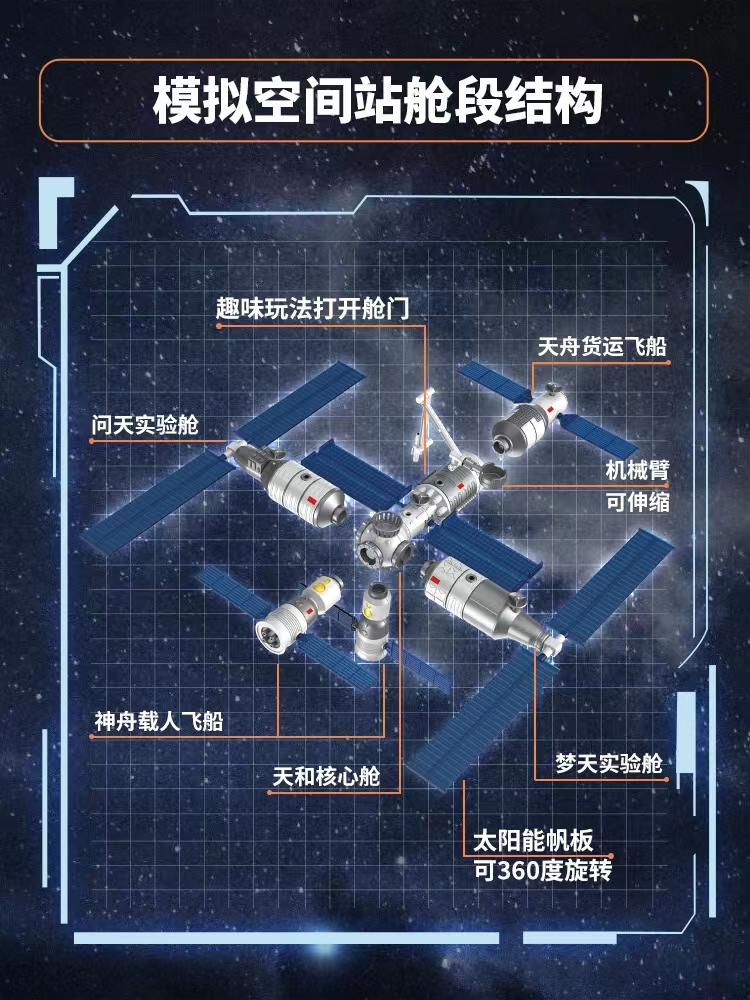 模拟空间站舱段结构
趣味玩法打开舱门
天舟货运飞船
问天实验舱
机械臂
可伸缩
神舟载人飞船
天和核心舱
梦天实验舱
太阳能帆板
可360度旋转